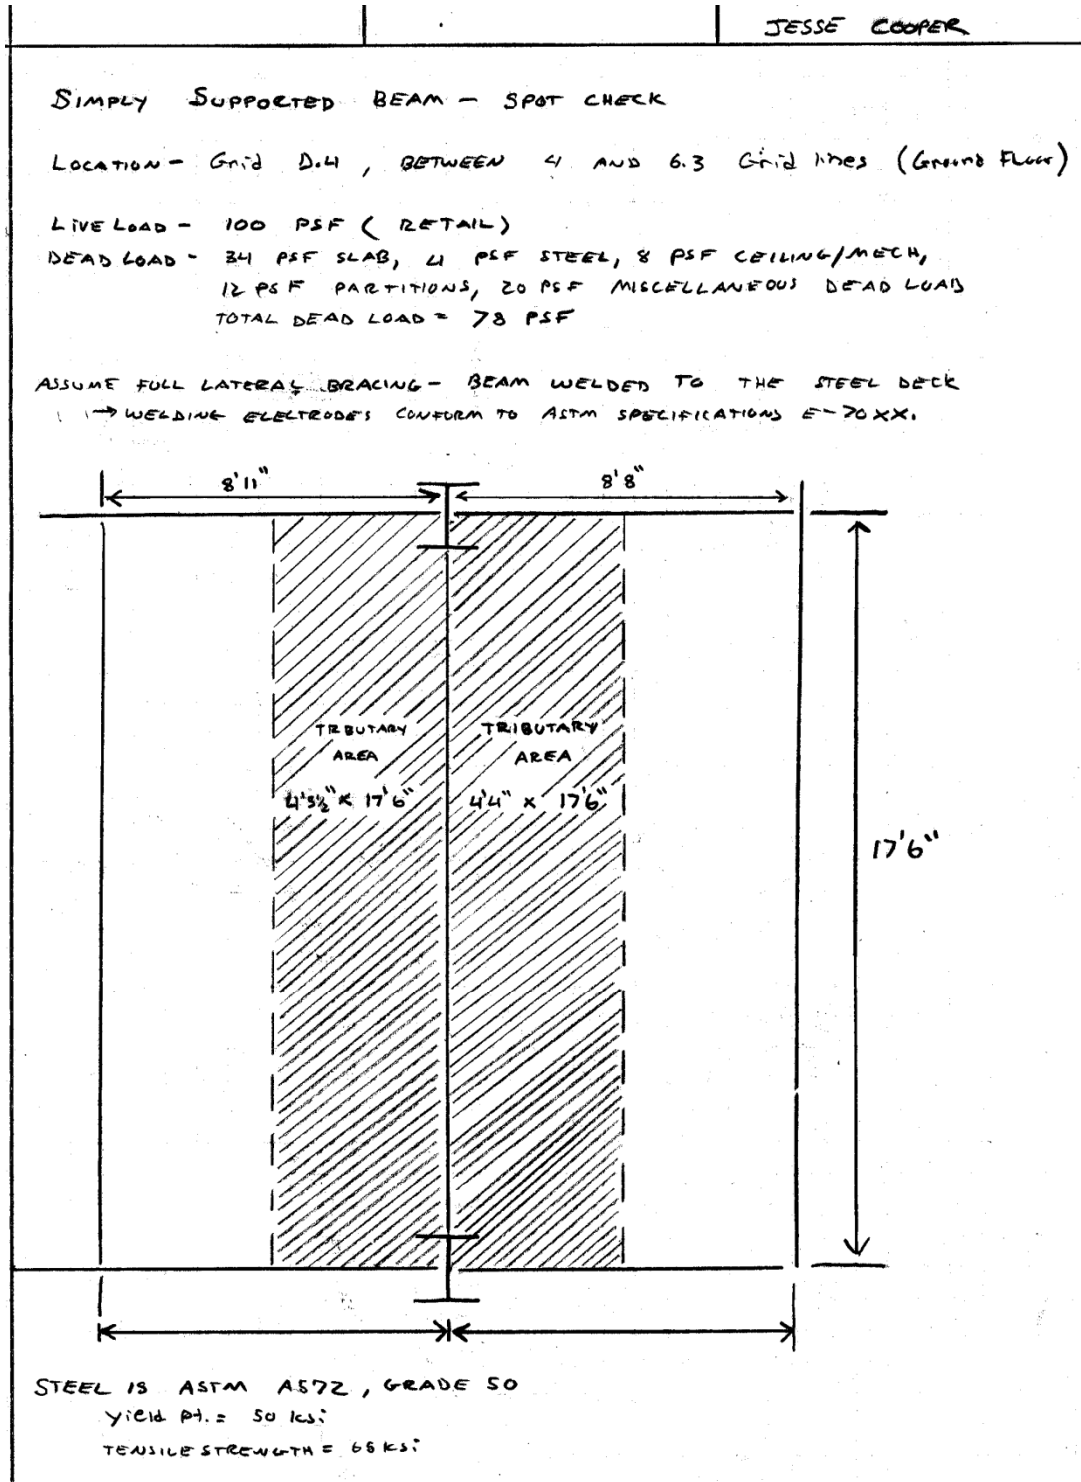 JESSE COOPER
SIMPLY SUPPORTED BEAM - SPOT CHECK
LOCATION - Grid D.4, BETWEEN 4 AND 6.3 Grid lines (Ground Floor)
LIVE LOAD - 100 PSF (RETAIL)
DEAD LOAD - 34 PSF SLAB, 4 PSF STEEL, 8 PSF CEILING/MECH,
12 PSF PARTITIONS, 20 PSF MISCELLANEOUS DEAD LOAD
TOTAL DEAD LOAD = 78 PSF
ASSUME FULL LATERAL BRACING - BEAM WELDED TO THE STEEL DECK
→ WELDING ELECTRODES CONFORM TO ASTM SPECIFICATIONS E-70XX.
8'11" 8'8"
TRBUTARY
AREA
4'5½" x 17'6"
TRIBUTARY
AREA
4'4" x 17'6"
17'6"
STEEL IS ASTM A572, GRADE 50
Yield pt. = 50 ksi
TENSILE STRENGTH = 65 ksi